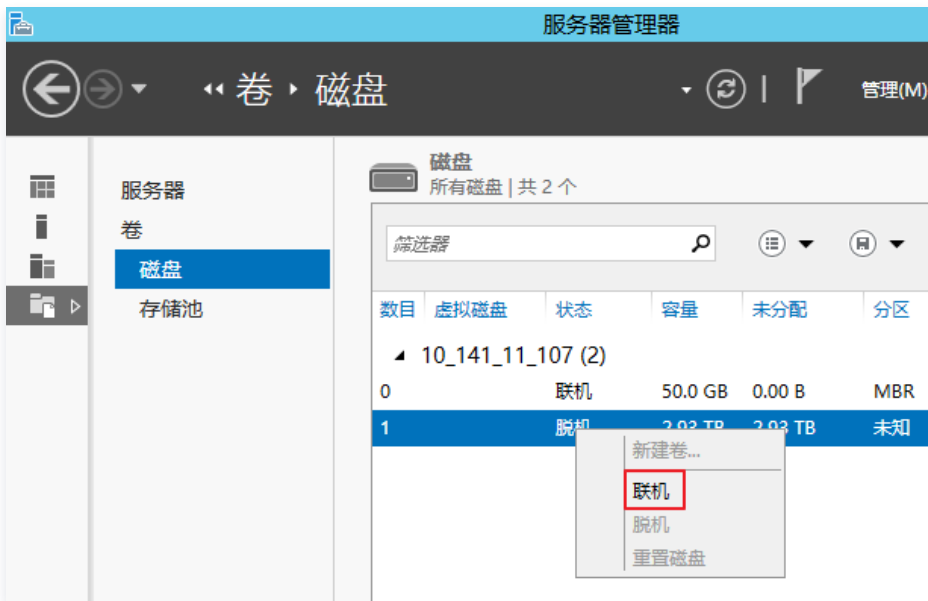 服务器管理器
卷 磁盘
管理(M)
服务器
卷
磁盘
存储池
磁盘
所有磁盘 | 共 2 个
筛选器
数目 虚拟磁盘 状态 容量 未分配 分区
10_141_11_107 (2)
0 联机 50.0 GB 0.00 B MBR
1 脱机 2.93 TB 2.93 TB 未知
新建卷...
联机
脱机
重置磁盘